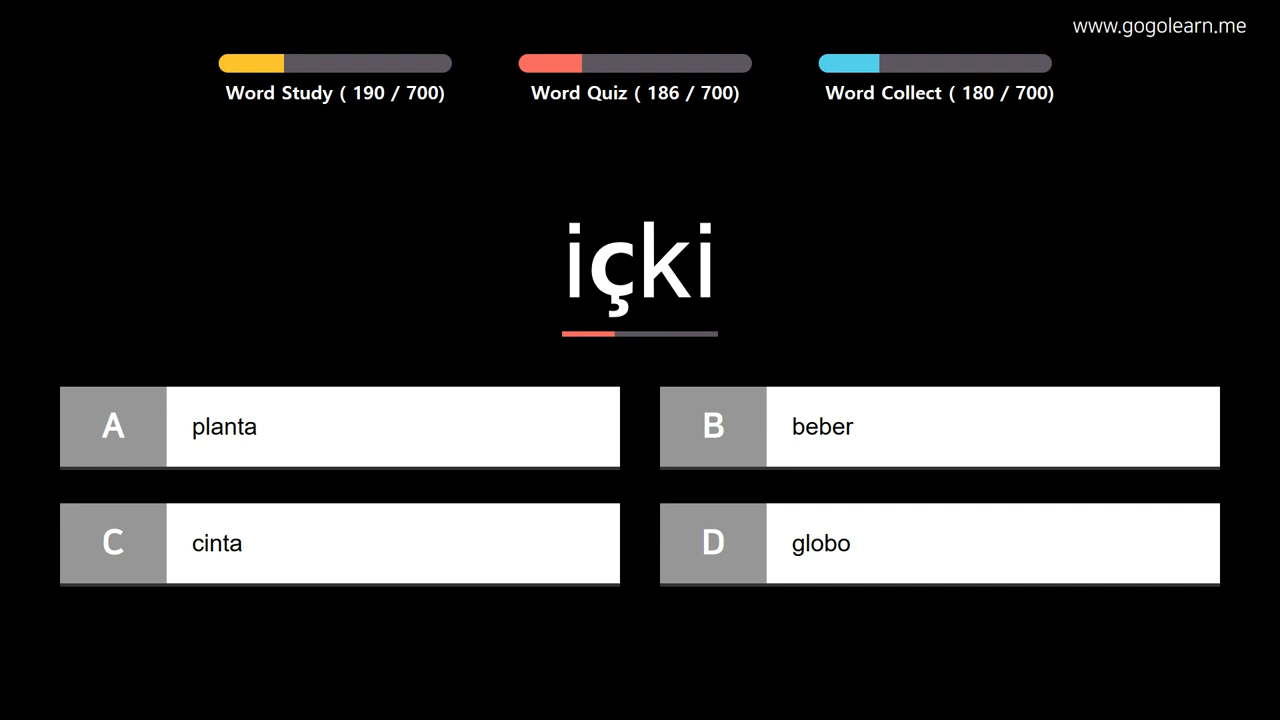 www.gogolearn.me
Word Study ( 190 / 700)
Word Quiz ( 186 / 700)
Word Collect ( 180 / 700)
içki
A planta
B beber
C cinta
D globo